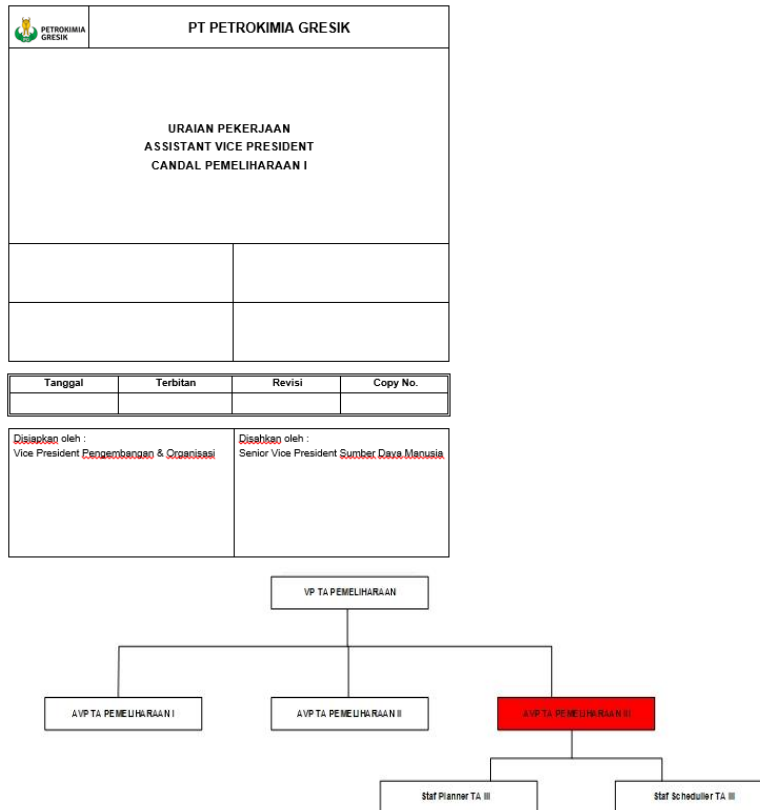 PETROKIMIA
GRESIK
PT PETROKIMIA GRESIK
URAIAN PEKERJAAN
ASSISTANT VICE PRESIDENT
CANDAL PEMELIHARAAN I
Tanggal Terbitan Revisi Copy No.
Disiapkan oleh :
Vice President Pengembangan & Organisasi
Disahkan oleh :
Senior Vice President Sumber Daya Manusia
VP TA PEMELIHARAAN
AVP TA PEMELIHARAAN I
AVP TA PEMELIHARAAN II
AVP TA PEMELIHARAAN III
Staf Planner TA III
Staf Scheduller TA III